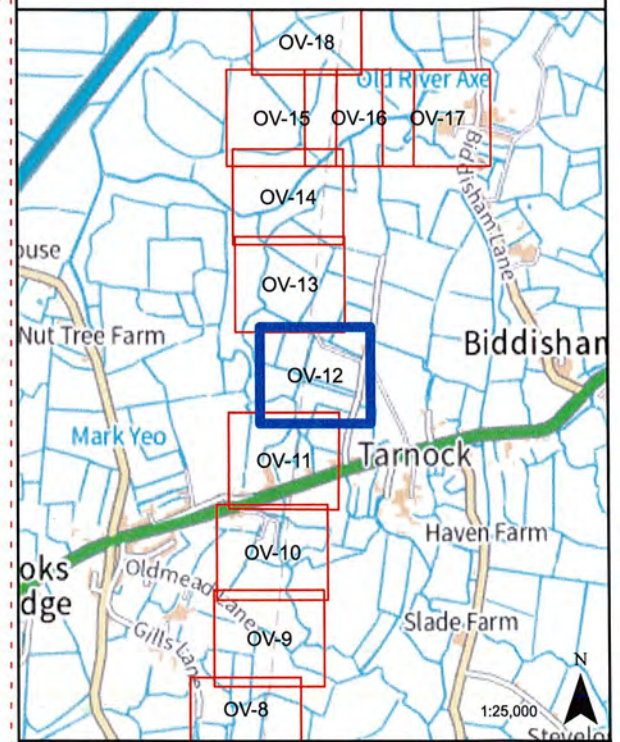 OV-18
Old River Axe
OV-15
OV-16
OV-17
Biddisham Lane
OV-14
ouse
OV-13
Nut Tree Farm
Biddisham
OV-12
Mark Yeo
OV-11
Tarnock
Haven Farm
OV-10
oks
dge
Oldmead Lane
OV-9
Slade Farm
Gills Lane
OV-8
N
1:25,000
Stevelo